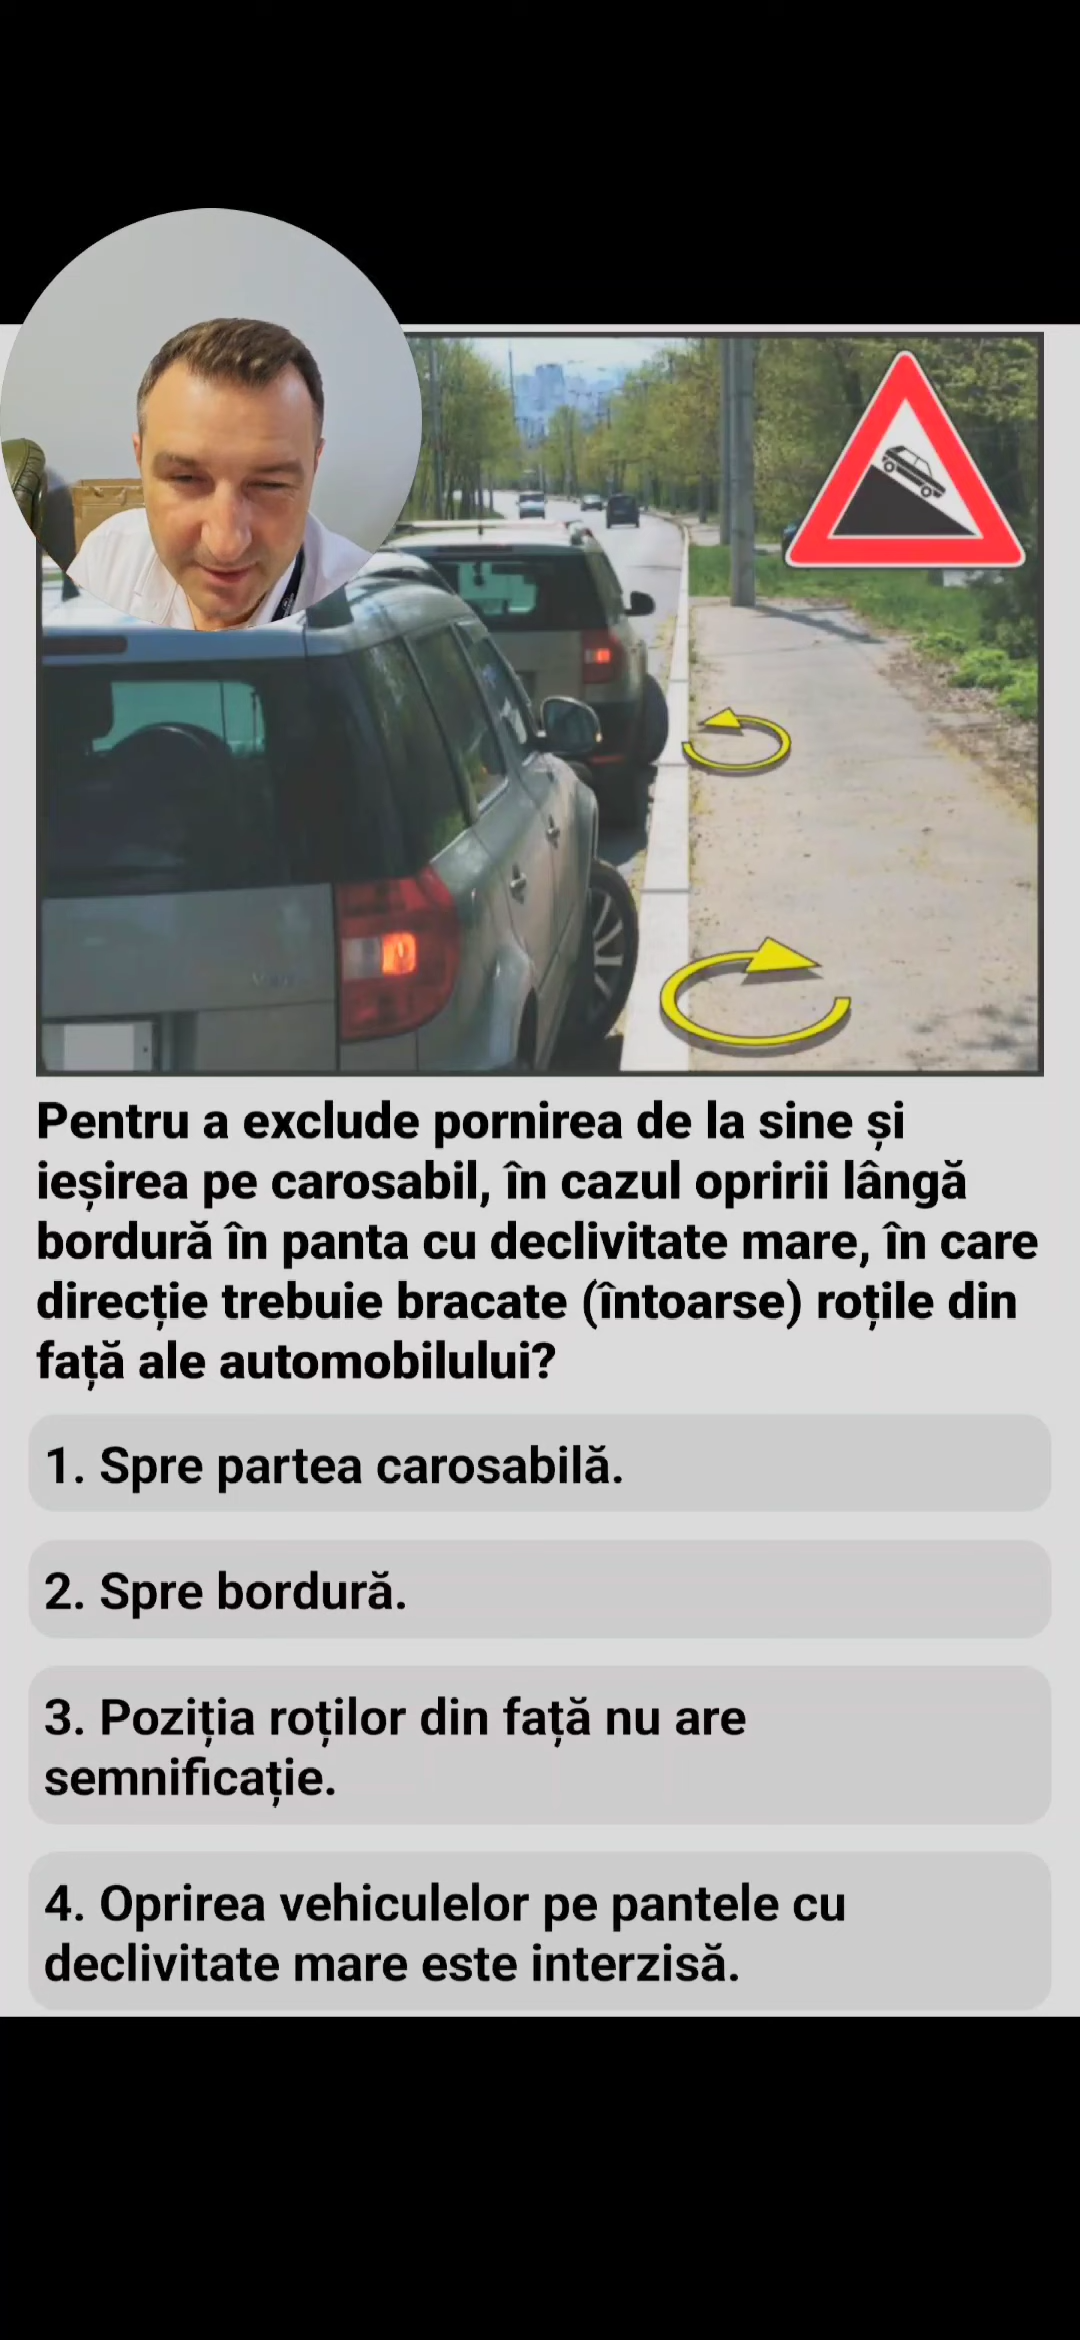 Pentru a exclude pornirea de la sine și
ieșirea pe carosabil, în cazul opririi lângă
bordură în panta cu declivitate mare, în care
direcție trebuie bracate (întoarse) roțile din
față ale automobilului?
1. Spre partea carosabilă.
2. Spre bordură.
3. Poziția roților din față nu are
semnificație.
4. Oprirea vehiculelor pe pantele cu
declivitate mare este interzisă.